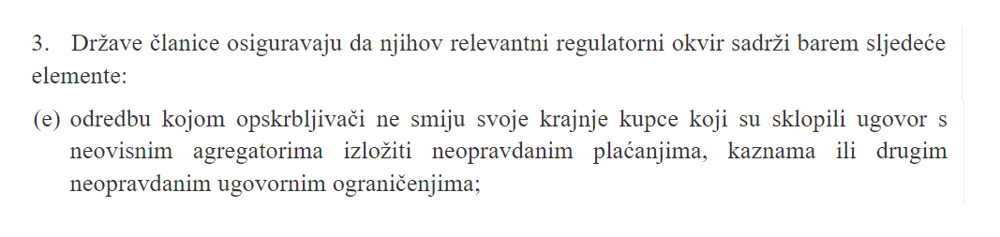 3. Države članice osiguravaju da njihov relevantni regulatorni okvir sadrži barem sljedeće
elemente:
(e) odredbu kojom opskrbljivači ne smiju svoje krajnje kupce koji su sklopili ugovor s
neovisnim agregatorima izložiti neopravdanim plaćanjima, kaznama ili drugim
neopravdanim ugovornim ograničenjima;